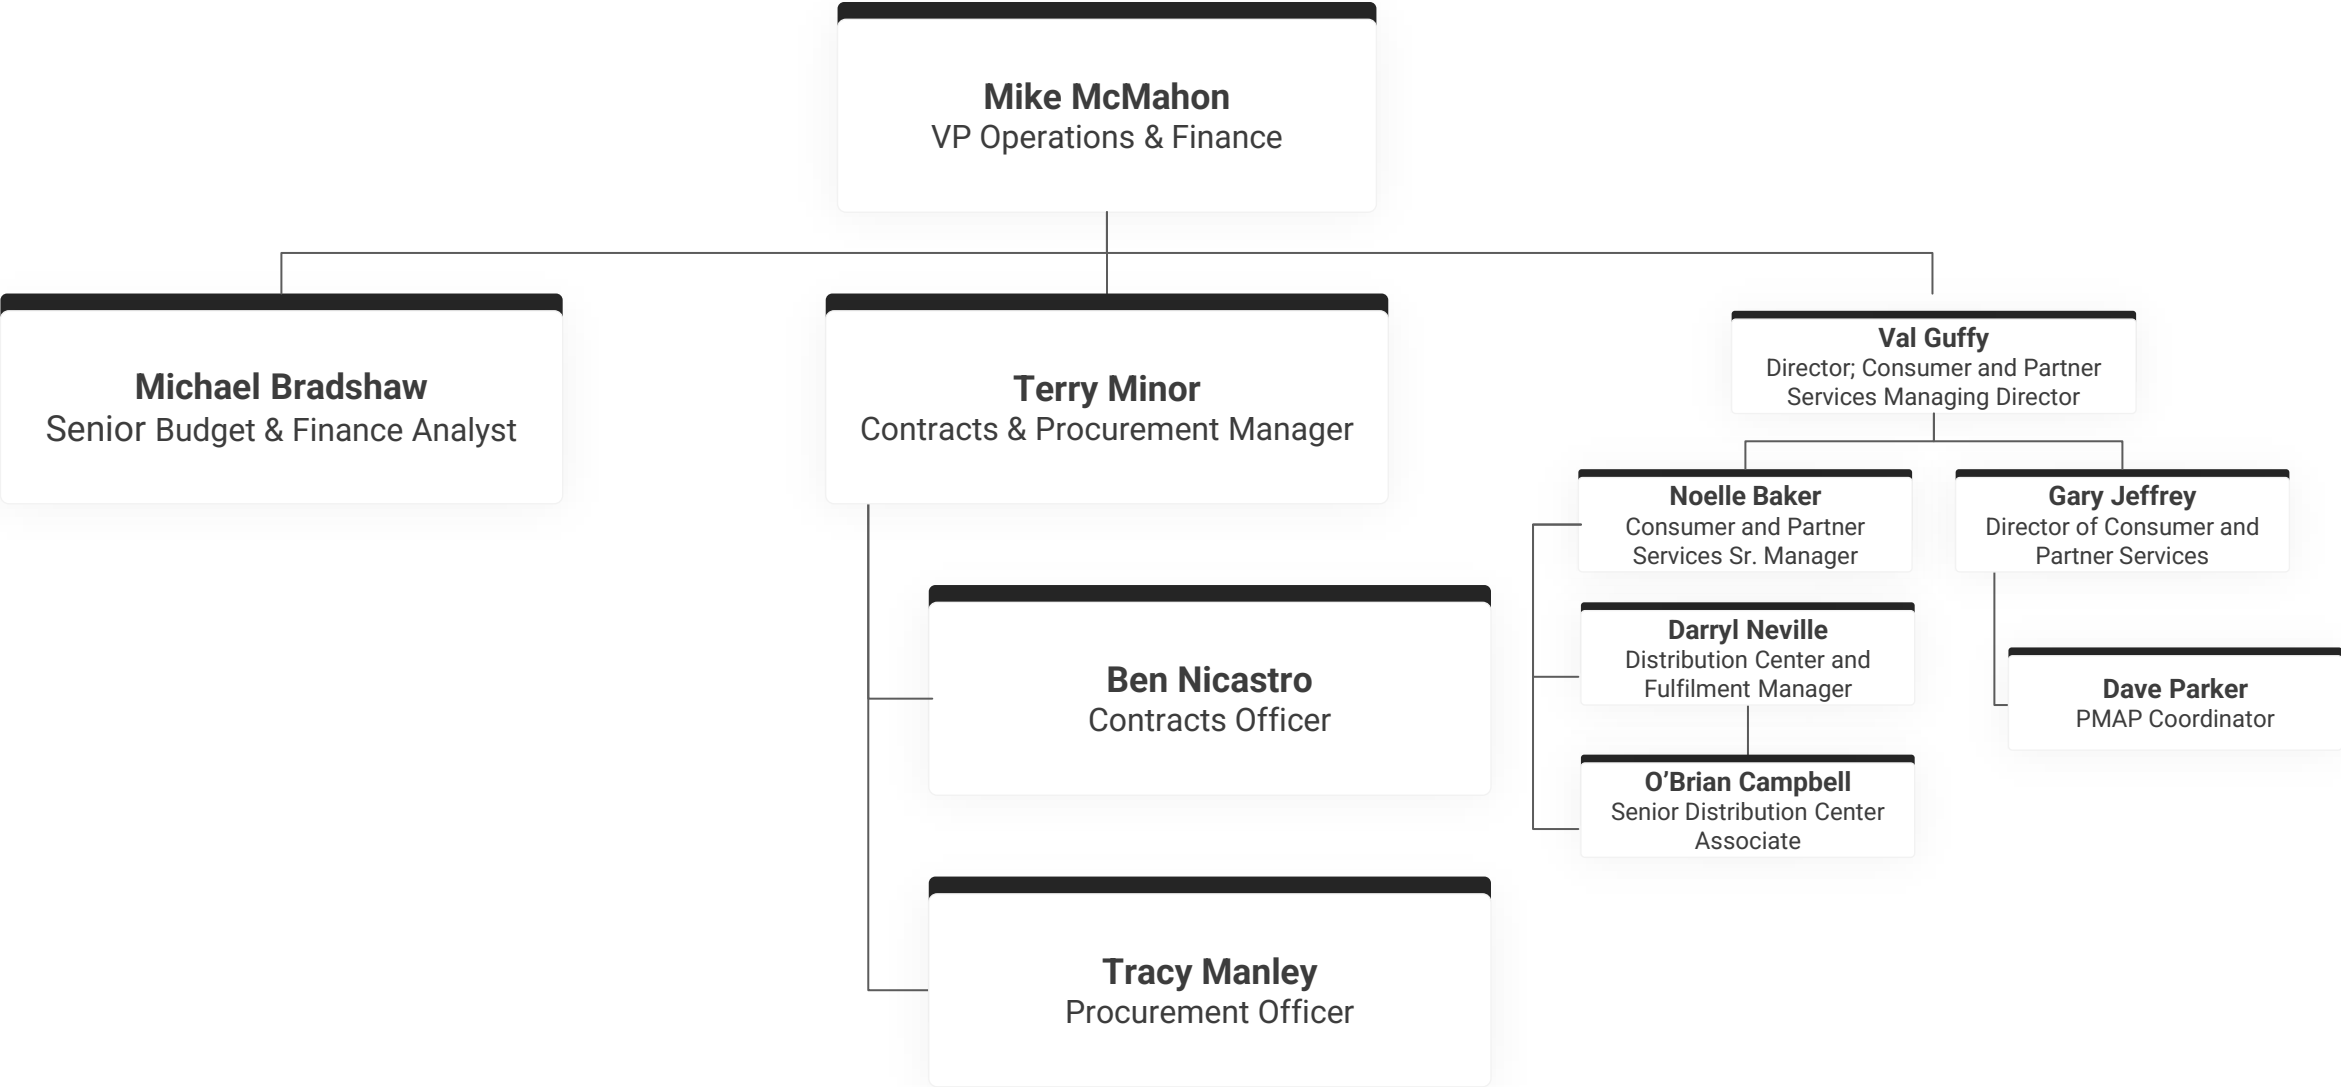 Mike McMahon
VP Operations & Finance
Michael Bradshaw
Senior Budget & Finance Analyst
Terry Minor
Contracts & Procurement Manager
Val Guffy
Director; Consumer and Partner
Services Managing Director
Noelle Baker
Consumer and Partner
Services Sr. Manager
Gary Jeffrey
Director of Consumer and
Partner Services
Darryl Neville
Distribution Center and
Fulfilment Manager
Dave Parker
PMAP Coordinator
Ben Nicastro
Contracts Officer
O’Brian Campbell
Senior Distribution Center
Associate
Tracy Manley
Procurement Officer